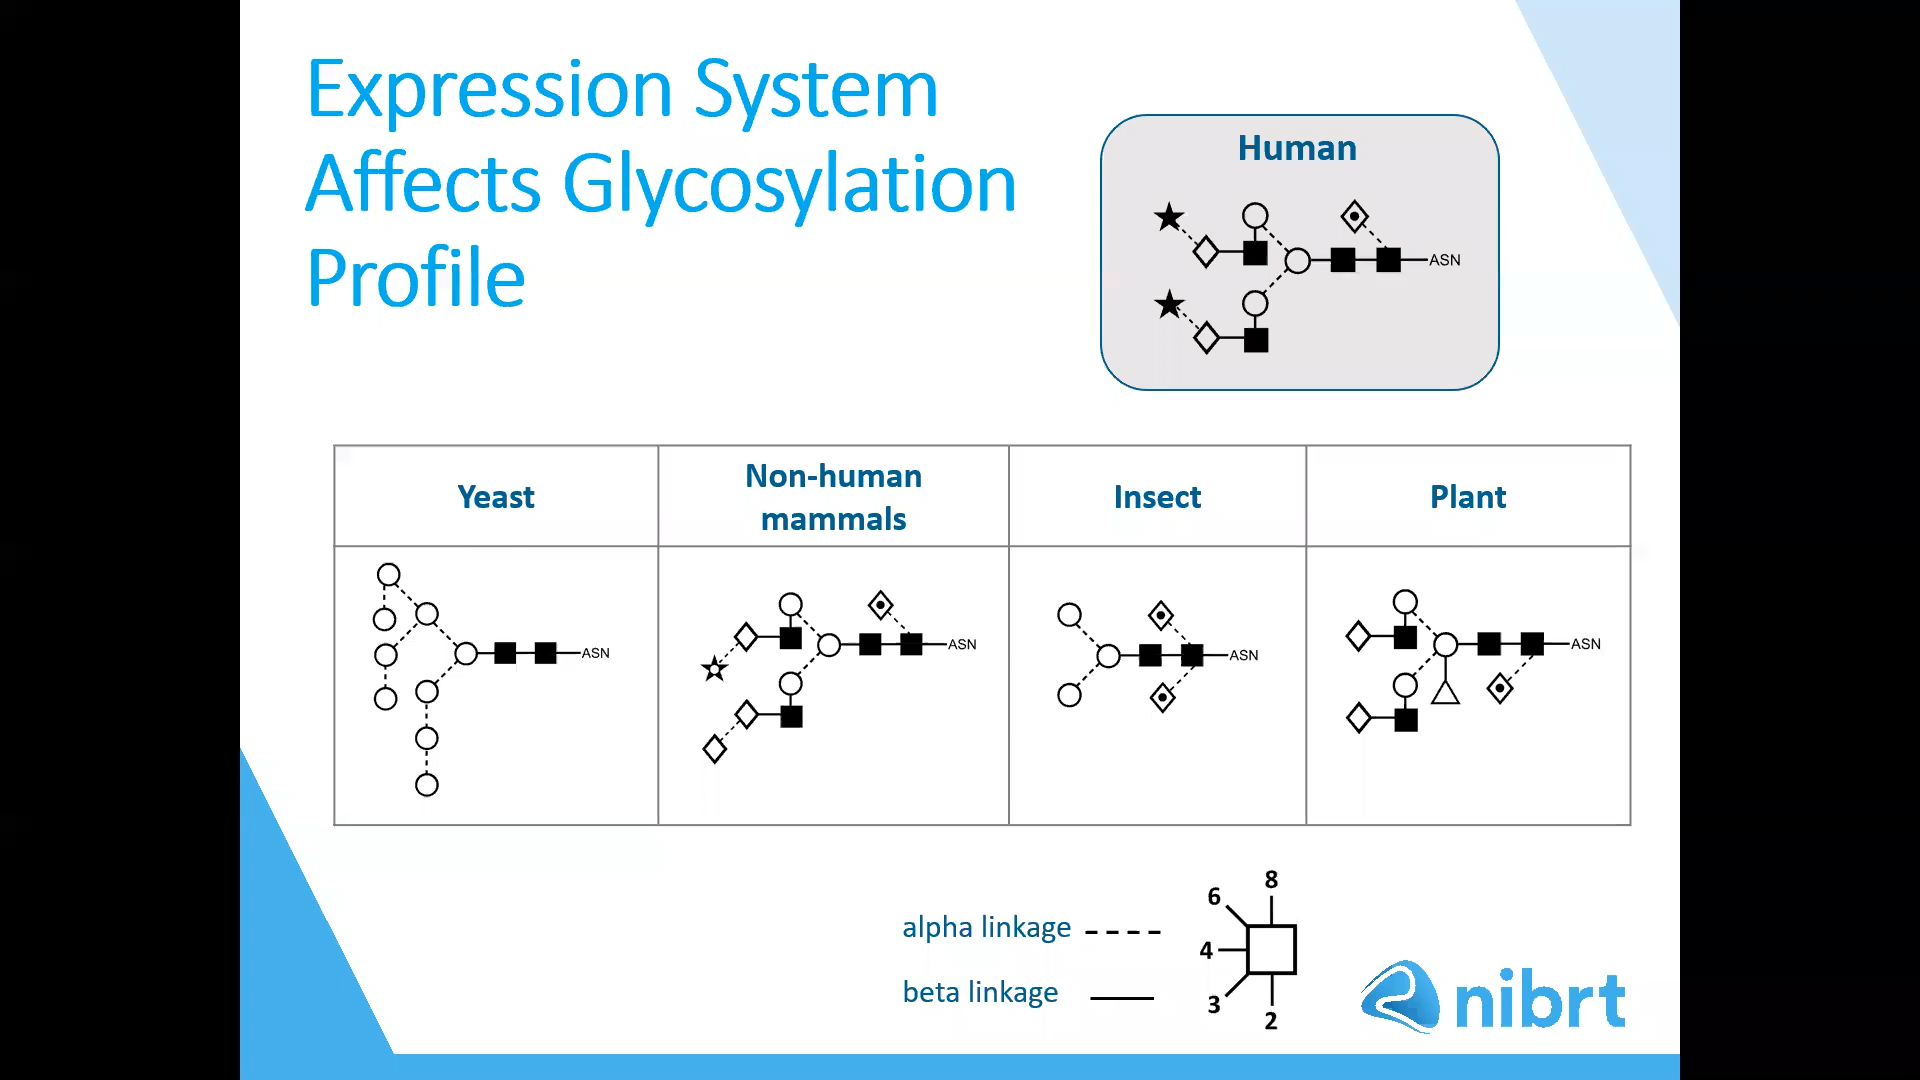 Expression System
Affects Glycosylation
Profile
Human
ASN
Yeast
Non-human
mammals
Insect
Plant
ASN
ASN
ASN
ASN
alpha linkage
beta linkage
8
6
4
3
2
nibrt